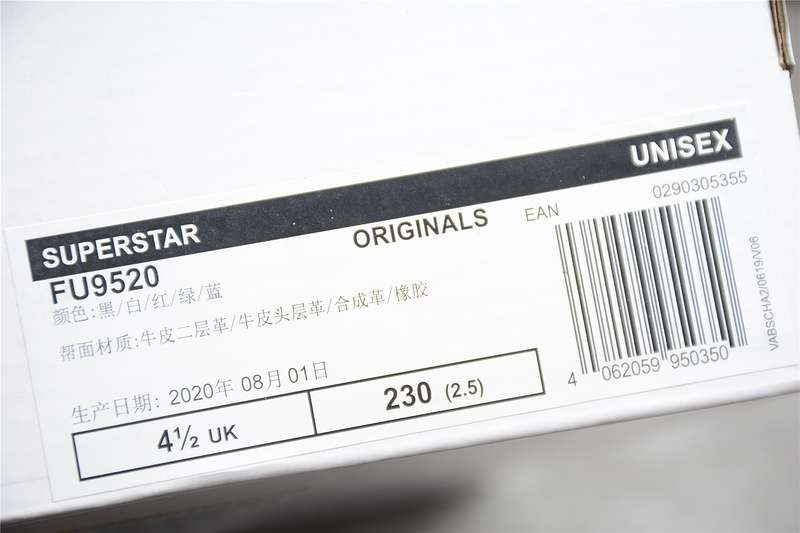 UNISEX
SUPERSTAR
ORIGINALS
EAN
0290305355
FU9520
颜色:黑/白/红/绿/蓝
帮面材质:牛皮二层革/牛皮头层革/合成革/橡胶
生产日期: 2020年 08月 01日
4½ UK
230 (2.5)
4 062059 950350
VABSCHA2/0619/V06